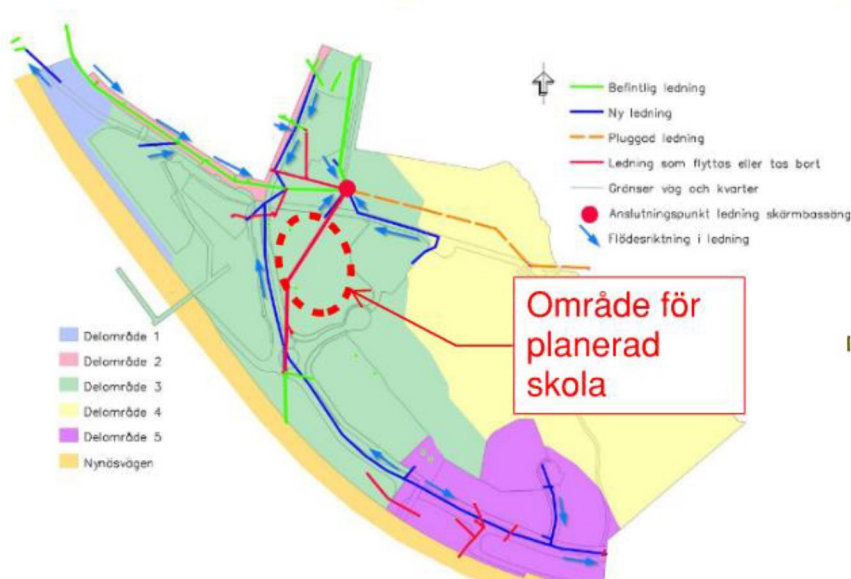 Befintlig ledning
Ny ledning
Pluggad ledning
Ledning som flyttas eller tas bort
Gränser väg och kvarter
Anslutningspunkt ledning skärmbassäng
Flödesriktning i ledning
Område för
planerad
skola
Delområde 1
Delområde 2
Delområde 3
Delområde 4
Delområde 5
Nynäsvägen